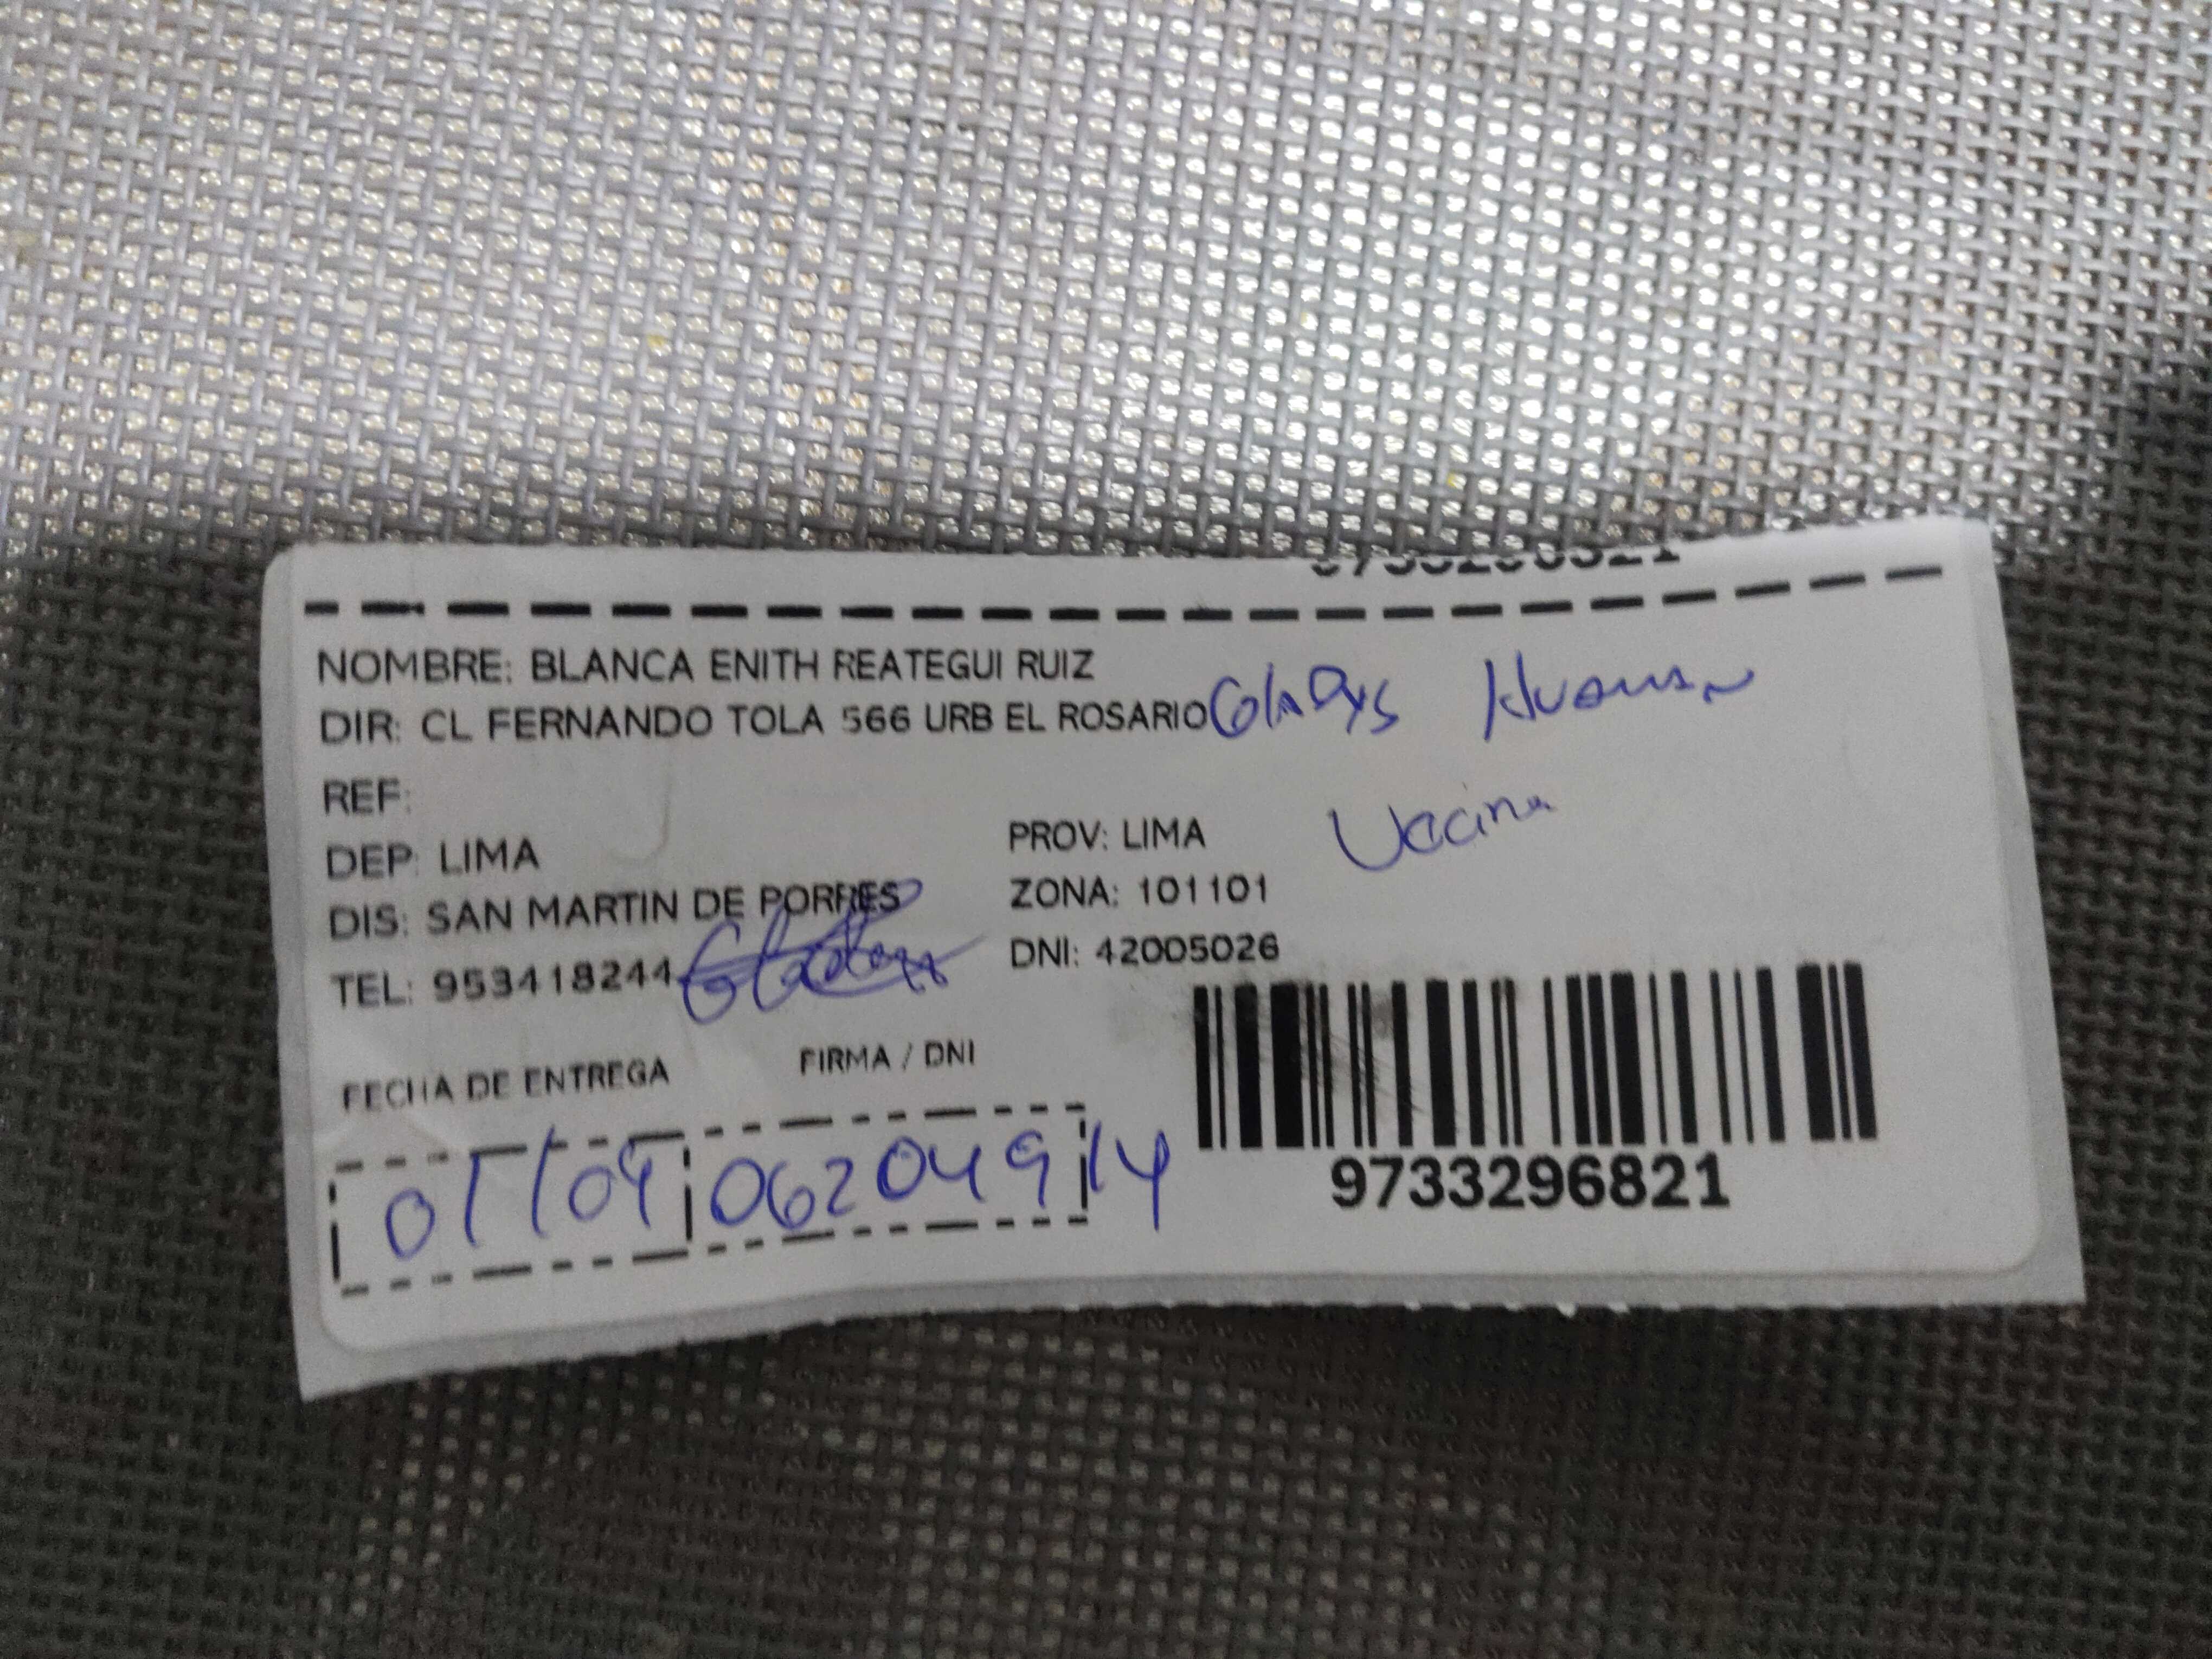 NOMBRE: BLANCA ENITH REATEGUI RUIZ
DIR: CL FERNANDO TOLA 566 URB EL ROSARIO Gladys Huaman
REF:
DEP: LIMA PROV: LIMA Vecina
DIS: SAN MARTIN DE PORRES ZONA: 101101
TEL: 953418244 DNI: 42005026
FECHA DE ENTREGA FIRMA / DNI
01/04 06204914
9733296821